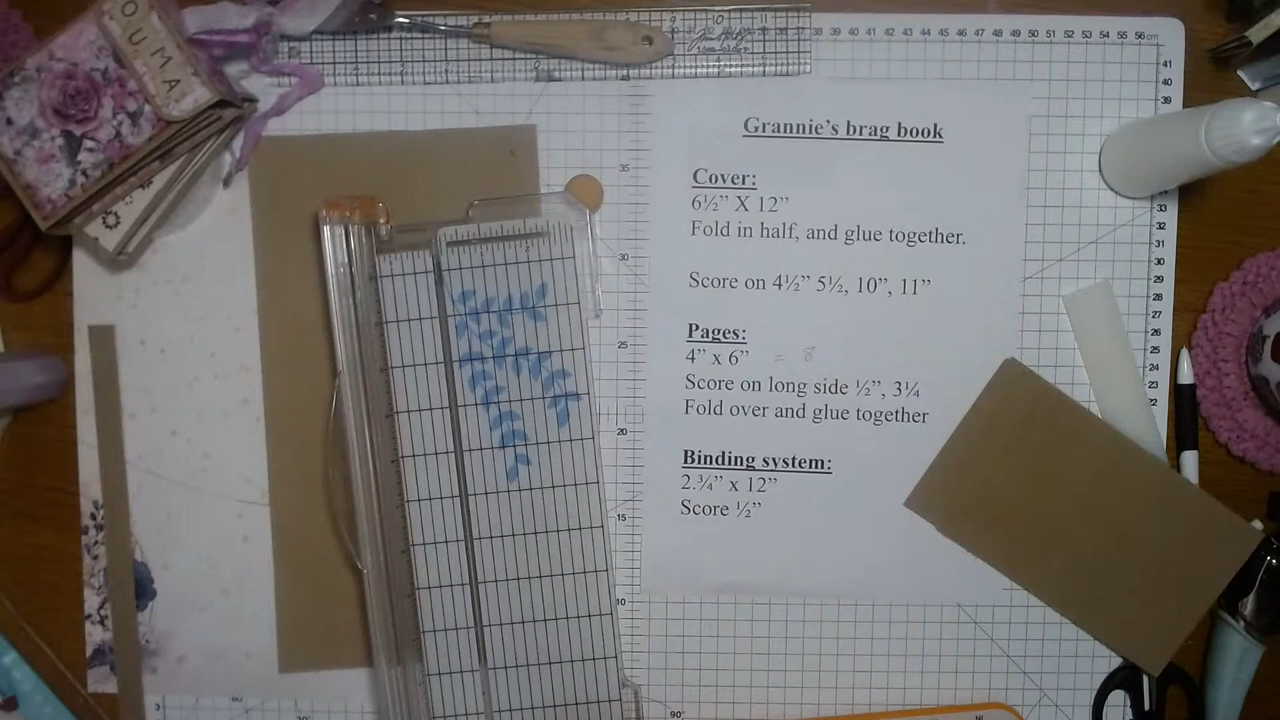 OUMA
Grannie's brag book
Cover:
6½” X 12”
Fold in half, and glue together.
Score on 4½” 5½, 10”, 11”
Pages:
4” x 6” = 8
Score on long side ½”, 3¼
Fold over and glue together
Binding system:
2.¾” x 12”
Score ½”